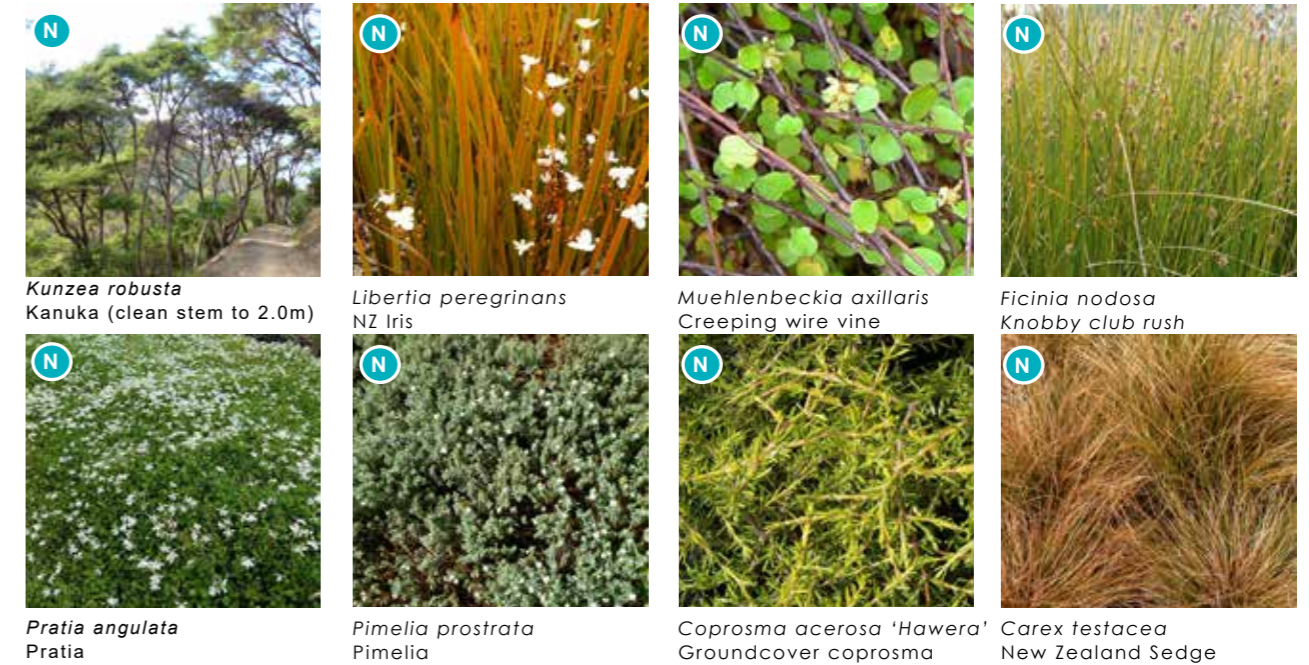 N
N
N
N
Kunzea robusta
Kanuka (clean stem to 2.0m)
Libertia peregrinans
NZ Iris
Muehlenbeckia axillaris
Creeping wire vine
Ficinia nodosa
Knobby club rush
N
N
N
N
Pratia angulata
Pratia
Pimelia prostrata
Pimelia
Coprosma acerosa ‘Hawera’
Groundcover coprosma
Carex testacea
New Zealand Sedge